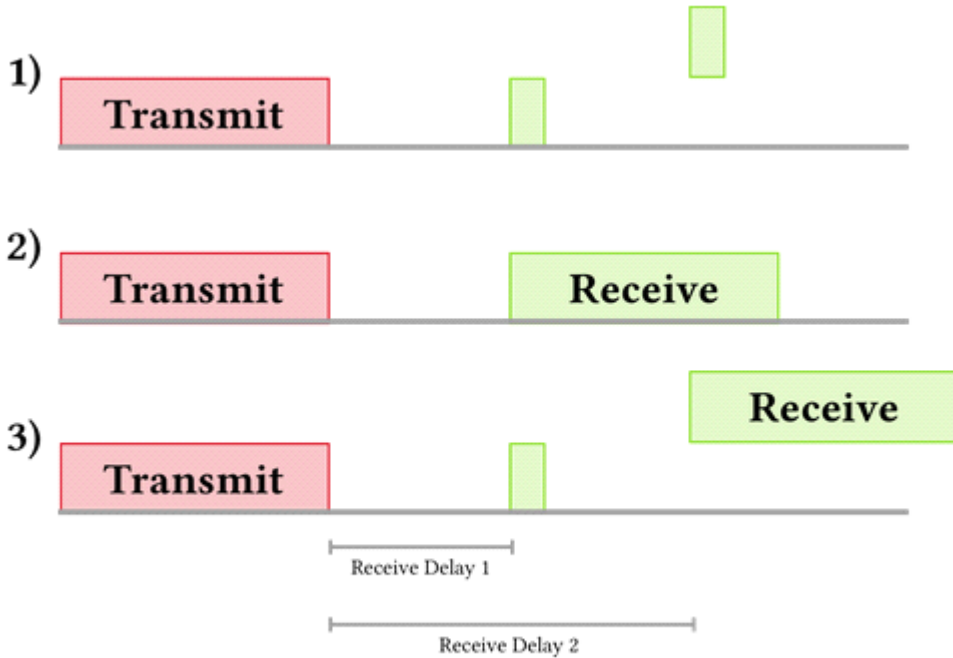 1)
Transmit
2)
Transmit
Receive
Receive
3)
Transmit
Receive Delay 1
Receive Delay 2